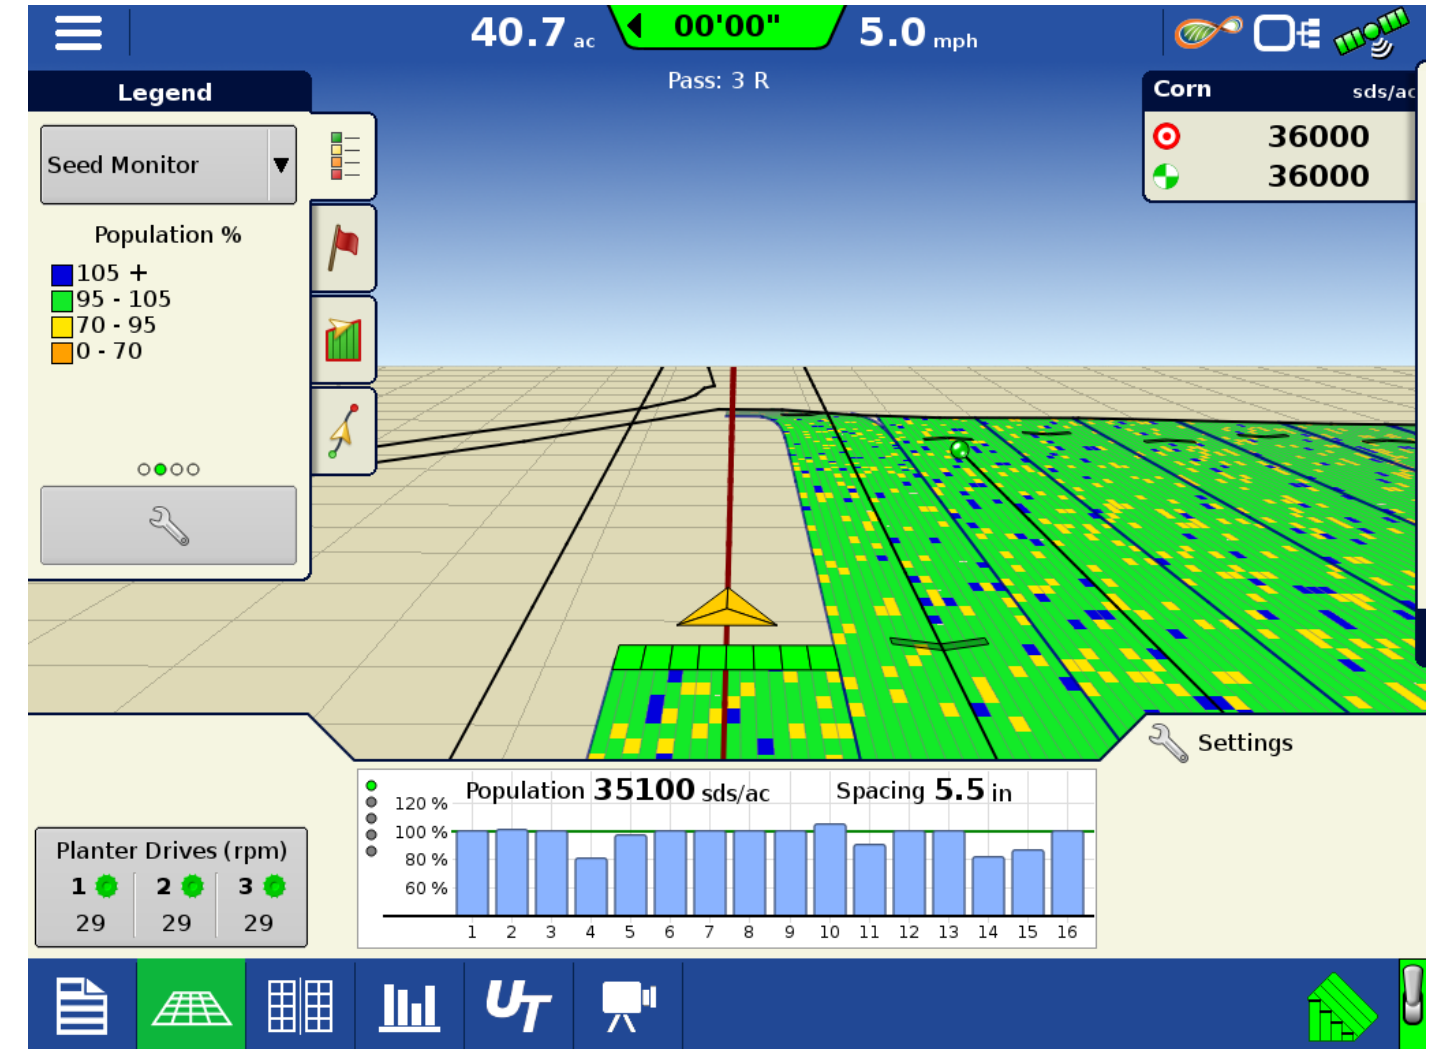 40.7 ac
00'00"
5.0 mph
Pass: 3 R
Legend
Seed Monitor
Population %
105 +
95 - 105
70 - 95
0 - 70
Corn sds/ac
36000
36000
Settings
Population 35100 sds/ac Spacing 5.5 in
120 %
100 %
80 %
60 %
1 2 3 4 5 6 7 8 9 10 11 12 13 14 15 16
Planter Drives (rpm)
1 2 3
29 29 29
UT